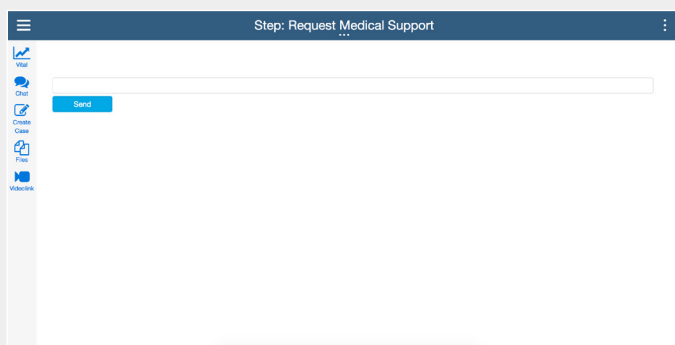 Step: Request Medical Support
Vital
Chat
Send
Create
Case
Files
Videolink